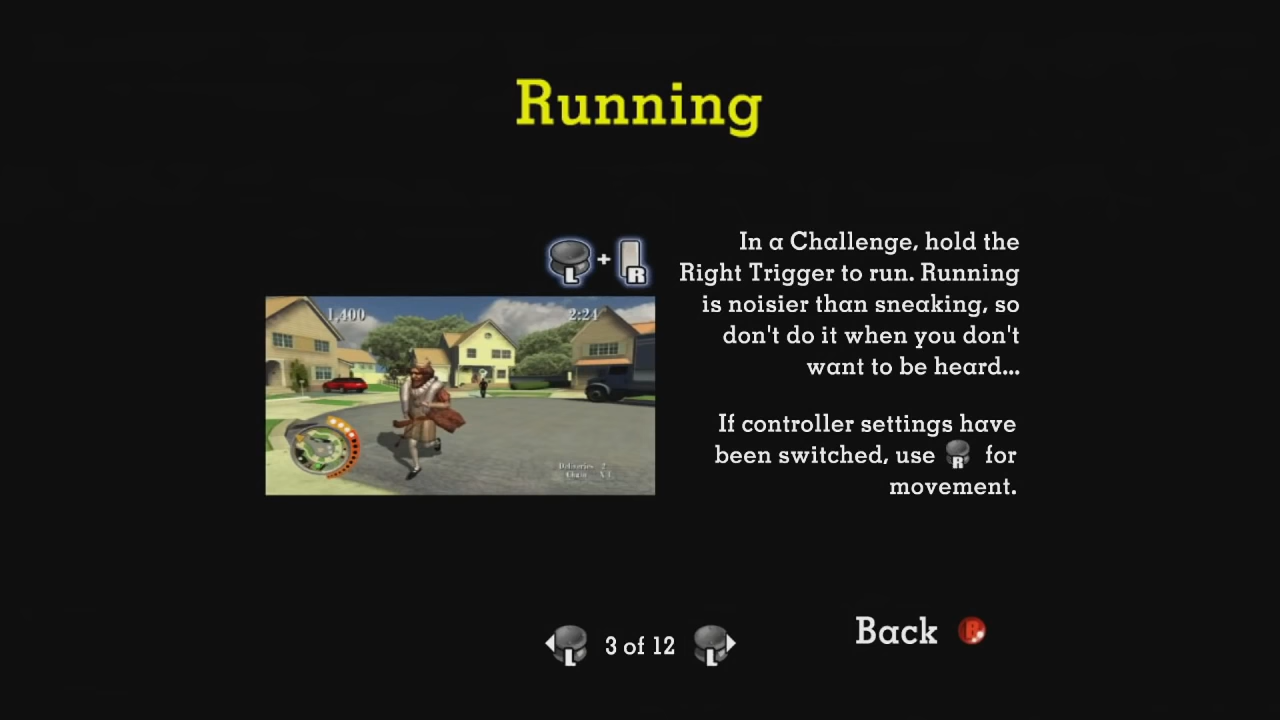 Running
L + R
In a Challenge, hold the
Right Trigger to run. Running
is noisier than sneaking, so
don't do it when you don't
want to be heard...
1,400
2:24
Deliveries 2
If controller settings have
been switched, use R for
movement.
L 3 of 12 L
Back